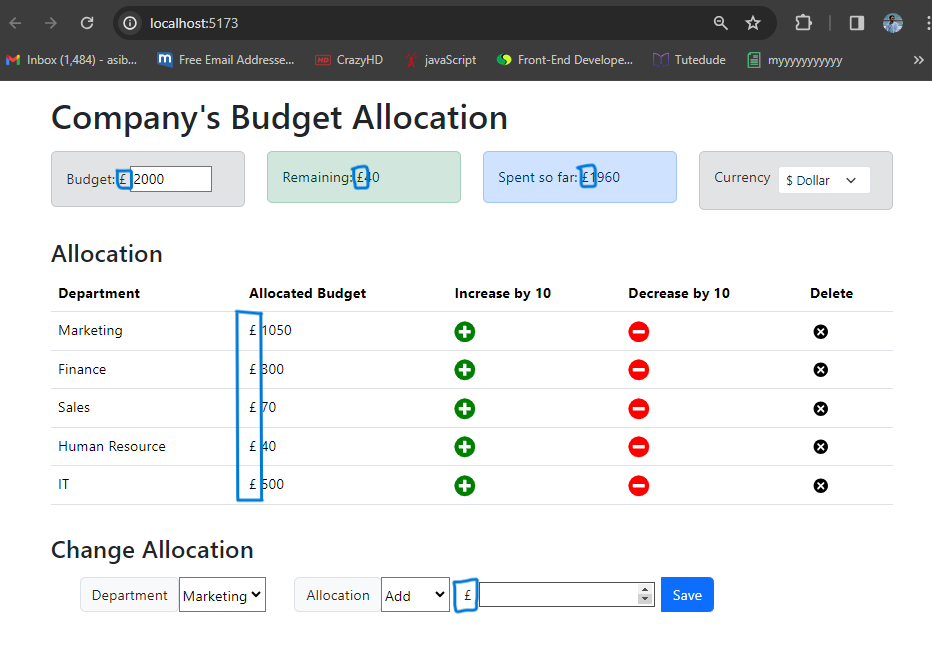 localhost:5173
Inbox (1,484) - asib... Free Email Addresse... CrazyHD javaScript Front-End Develope... Tutedude myyyyyyyyyy »
Company's Budget Allocation
Budget: £ 2000 Remaining: £40 Spent so far: £1960 Currency $ Dollar
Allocation
Department Allocated Budget Increase by 10 Decrease by 10 Delete
Marketing £ 1050
Finance £ 300
Sales £ 70
Human Resource £ 40
IT £ 500
Change Allocation
Department Marketing Allocation Add £ Save